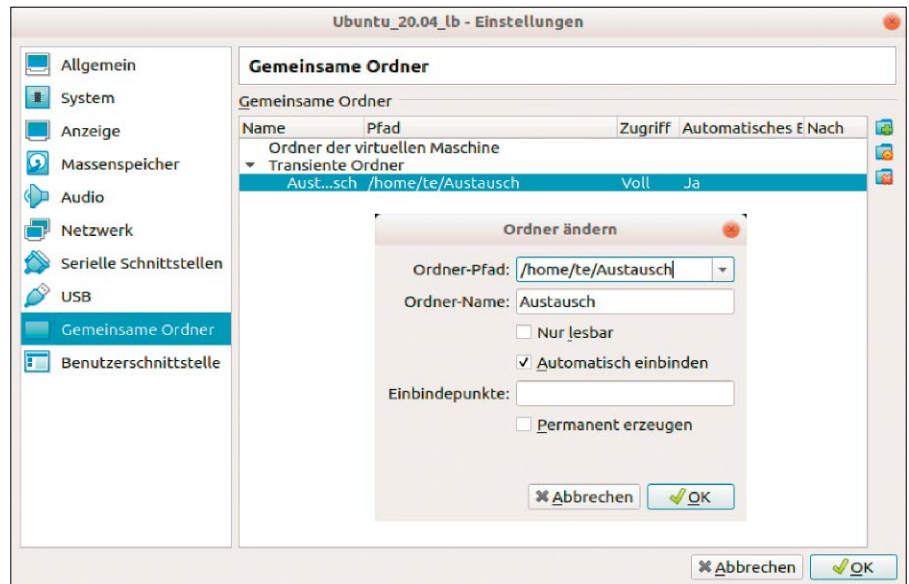 Ubuntu_20.04_lb - Einstellungen
Allgemein
System
Anzeige
Massenspeicher
Audio
Netzwerk
Serielle Schnittstellen
USB
Gemeinsame Ordner
Benutzerschnittstelle
Gemeinsame Ordner
Gemeinsame Ordner
Name Pfad Zugriff Automatisches E Nach
Ordner der virtuellen Maschine
Transiente Ordner
Aust...sch /home/te/Austausch Voll Ja
Ordner ändern
Ordner-Pfad: /home/te/Austausch
Ordner-Name: Austausch
Nur lesbar
Automatisch einbinden
Einbindepunkte:
Permanent erzeugen
Abbrechen OK
Abbrechen OK